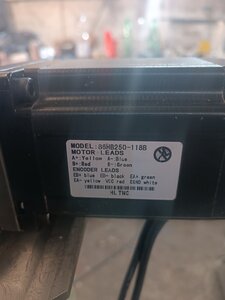 MODEL: 86HB250-118B
MOTOR LEADS
A+:Yellow A-:Blue
B+:Red B-:Green
ENCODER LEADS
EB+ blue EB- black EA+ green
EA- yellow VCC red EGND white
HLTNC